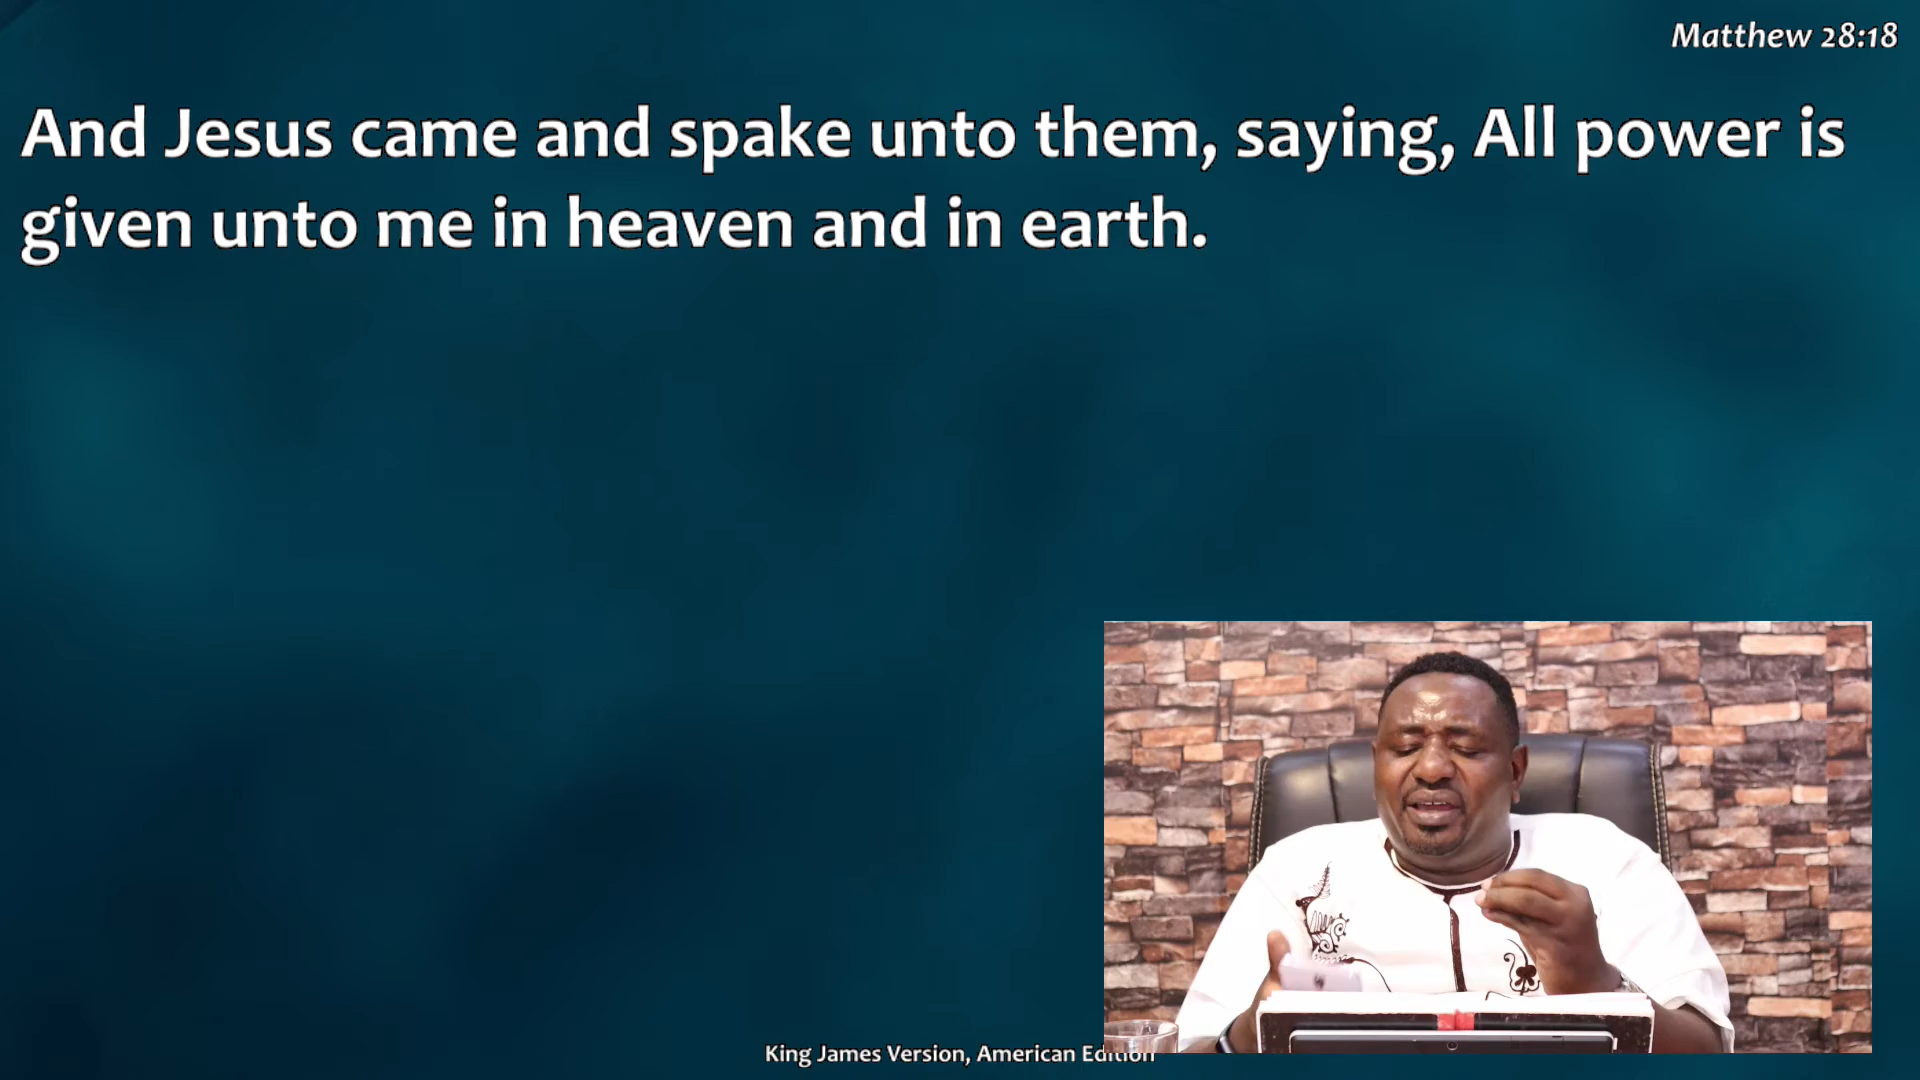 Matthew 28:18
And Jesus came and spake unto them, saying, All power is
given unto me in heaven and in earth.
King James Version, American Edition